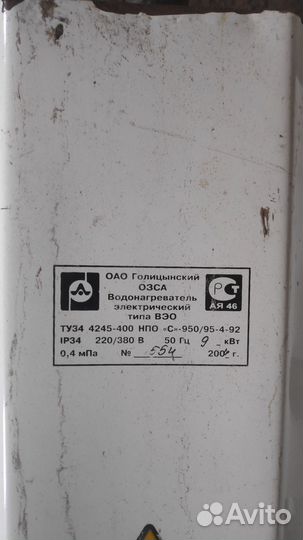 ОАО Голицынский
ОЗСА
Водонагреватель
электрический
типа ВЭО
АЯ 46
ТУ34 4245-400 НПО «С»-950/95-4-92
IP34 220/380 В 50 Гц 9 кВт
0,4 мПа № 554 2004 г.
Avito